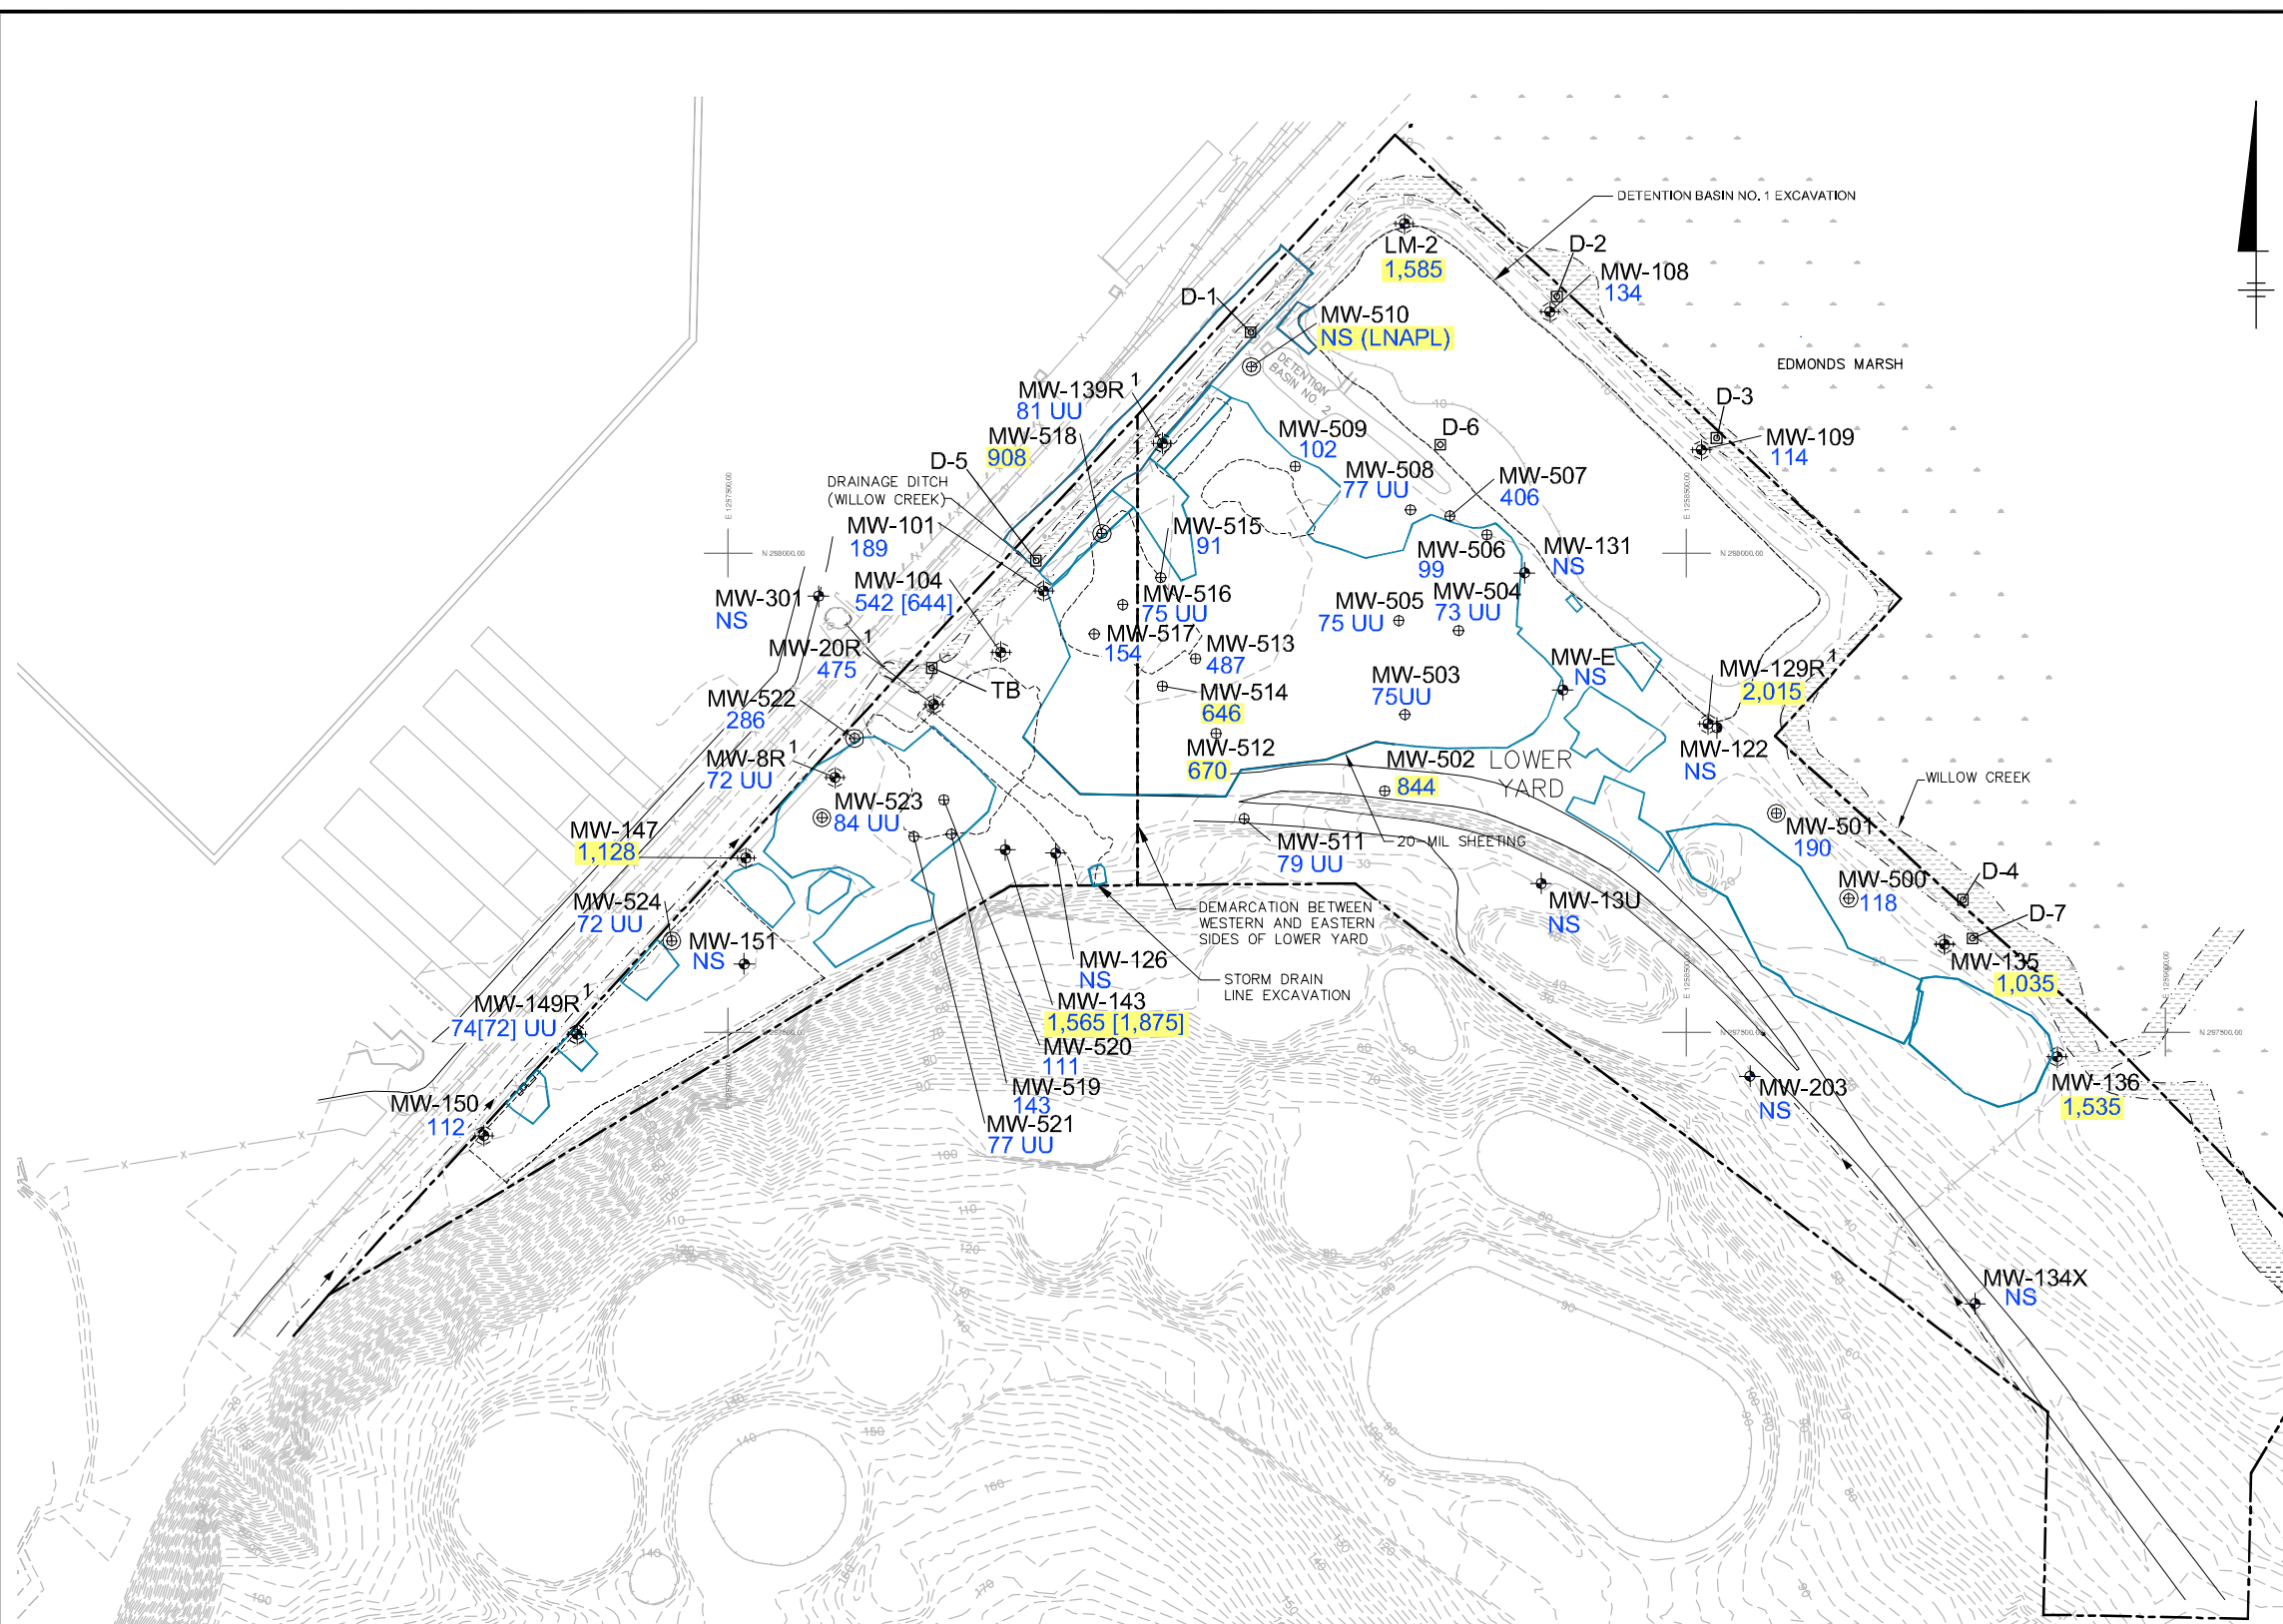 DETENTION BASIN NO. 1 EXCAVATION
D-2
LM-2
1,585
MW-108
134
D-1
MW-510
NS (LNAPL)
DETENTION
BASIN NO. 2
EDMONDS MARSH
MW-139R 1
81 UU
MW-518
908
D-5
DRAINAGE DITCH
(WILLOW CREEK)
MW-509
102
D-6
D-3
MW-109
114
MW-508
77 UU
MW-507
406
MW-101
189
MW-515
91
MW-506
99
MW-131
NS
E 1257500.00
N 298000.00
E 1258500.00
N 298000.00
MW-301
NS
MW-104
542 [644]
MW-516
75 UU
MW-505
75 UU
MW-504
73 UU
MW-20R 1
475
MW-517
154
MW-513
487
MW-E
NS
MW-129R 1
2,015
TB
MW-522
286
MW-514
646
MW-503
75UU
MW-8R 1
72 UU
MW-512
670
MW-502
844
LOWER
YARD
MW-122
NS
WILLOW CREEK
MW-523
84 UU
MW-147
1,128
MW-511
79 UU
20-MIL SHEETING
MW-501
190
MW-524
72 UU
MW-151
NS
DEMARCATION BETWEEN
WESTERN AND EASTERN
SIDES OF LOWER YARD
MW-13U
NS
MW-500
118
D-4
D-7
MW-126
NS
STORM DRAIN
LINE EXCAVATION
MW-135
1,035
MW-149R 1
74[72] UU
MW-143
1,565 [1,875]
MW-520
111
N 297500.00
MW-519
143
MW-150
112
MW-521
77 UU
MW-203
NS
MW-136
1,535
MW-134X
NS